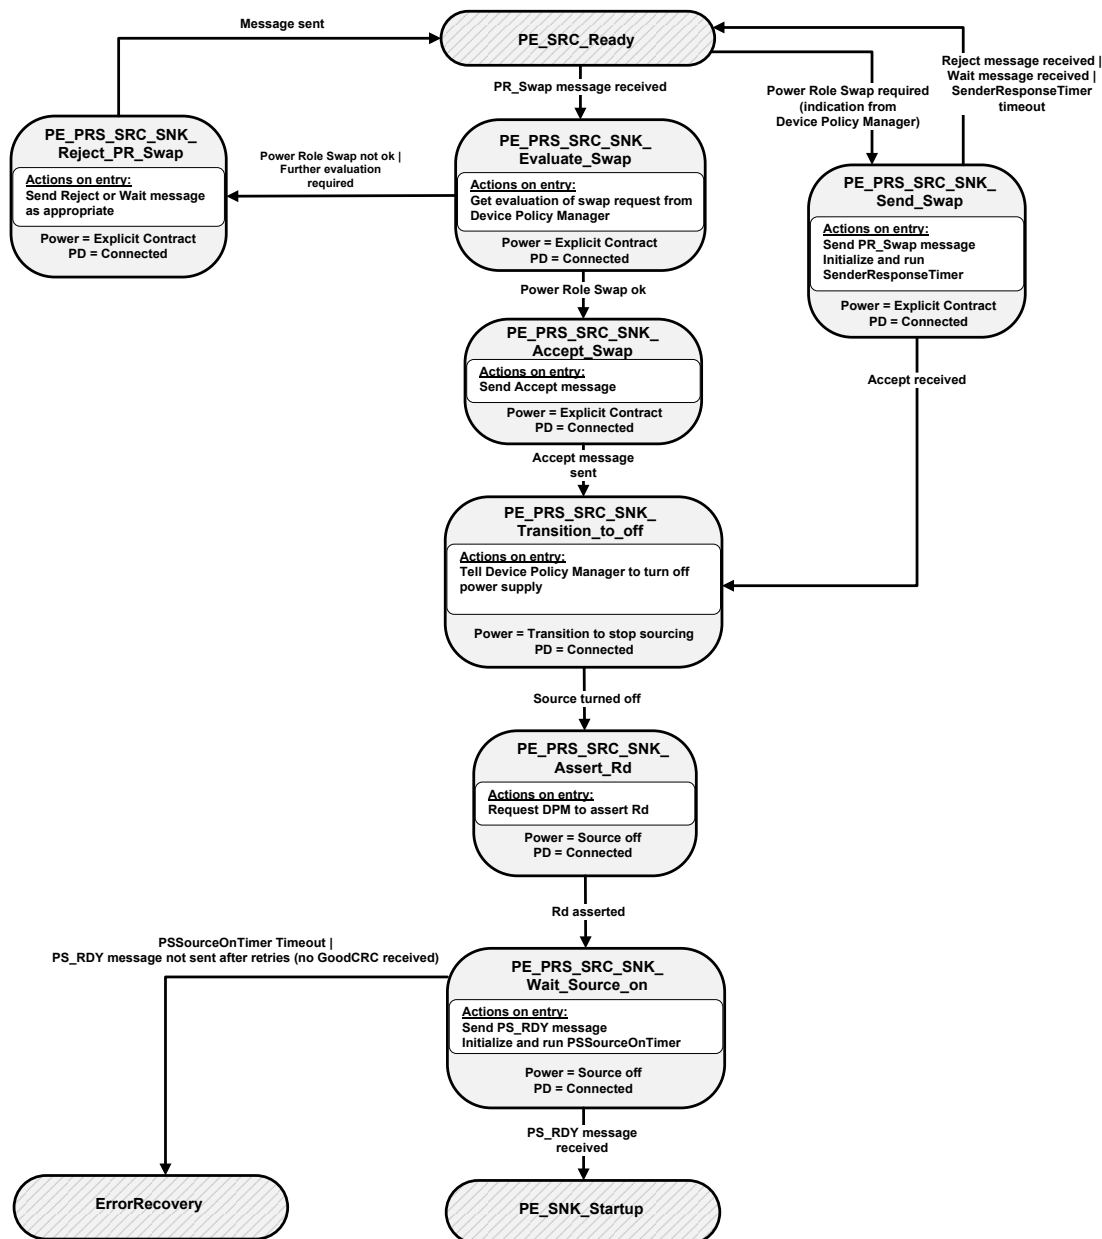 Message sent
PE_SRC_Ready
PR_Swap message received
Power Role Swap required
(indication from
Device Policy Manager)
Reject message received |
Wait message received |
SenderResponseTimer
timeout
PE_PRS_SRC_SNK_
Reject_PR_Swap
Actions on entry:
Send Reject or Wait message
as appropriate
Power = Explicit Contract
PD = Connected
Power Role Swap not ok |
Further evaluation
required
PE_PRS_SRC_SNK_
Evaluate_Swap
Actions on entry:
Get evaluation of swap request from
Device Policy Manager
Power = Explicit Contract
PD = Connected
PE_PRS_SRC_SNK_
Send_Swap
Actions on entry:
Send PR_Swap message
Initialize and run
SenderResponseTimer
Power = Explicit Contract
PD = Connected
Power Role Swap ok
PE_PRS_SRC_SNK_
Accept_Swap
Actions on entry:
Send Accept message
Power = Explicit Contract
PD = Connected
Accept received
Accept message
sent
PE_PRS_SRC_SNK_
Transition_to_off
Actions on entry:
Tell Device Policy Manager to turn off
power supply
Power = Transition to stop sourcing
PD = Connected
Source turned off
PE_PRS_SRC_SNK_
Assert_Rd
Actions on entry:
Request DPM to assert Rd
Power = Source off
PD = Connected
Rd asserted
PSSourceOnTimer Timeout |
PS_RDY message not sent after retries (no GoodCRC received)
PE_PRS_SRC_SNK_
Wait_Source_on
Actions on entry:
Send PS_RDY message
Initialize and run PSSourceOnTimer
Power = Source off
PD = Connected
PS_RDY message
received
ErrorRecovery
PE_SNK_Startup